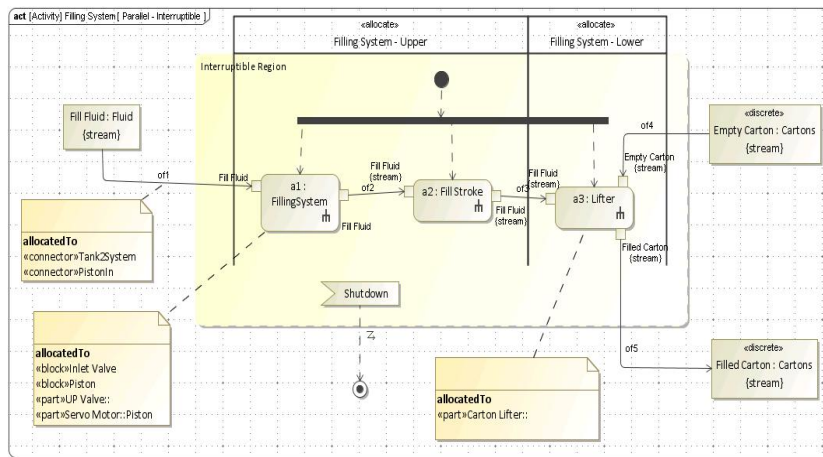 act [Activity] Filling System [ Parallel - Interruptible ]
«allocate»
Filling System - Upper
«allocate»
Filling System - Lower
Interruptible Region
Fill Fluid : Fluid
{stream}
«discrete»
Empty Carton : Cartons
{stream}
of4
of1
Fill Fluid
a1 :
FillingSystem
Fill Fluid
of2
Fill Fluid
{stream}
a2 : Fill Stroke
Fill Fluid
{stream}
of3
Fill Fluid
{stream}
Empty Carton
{stream}
a3 : Lifter
Filled Carton
{stream}
allocatedTo
«connector»Tank2System
«connector»PistonIn
Shutdown
allocatedTo
«block»Inlet Valve
«block»Piston
«part»UP Valve::
«part»Servo Motor::Piston
allocatedTo
«part»Carton Lifter::
of5
«discrete»
Filled Carton : Cartons
{stream}